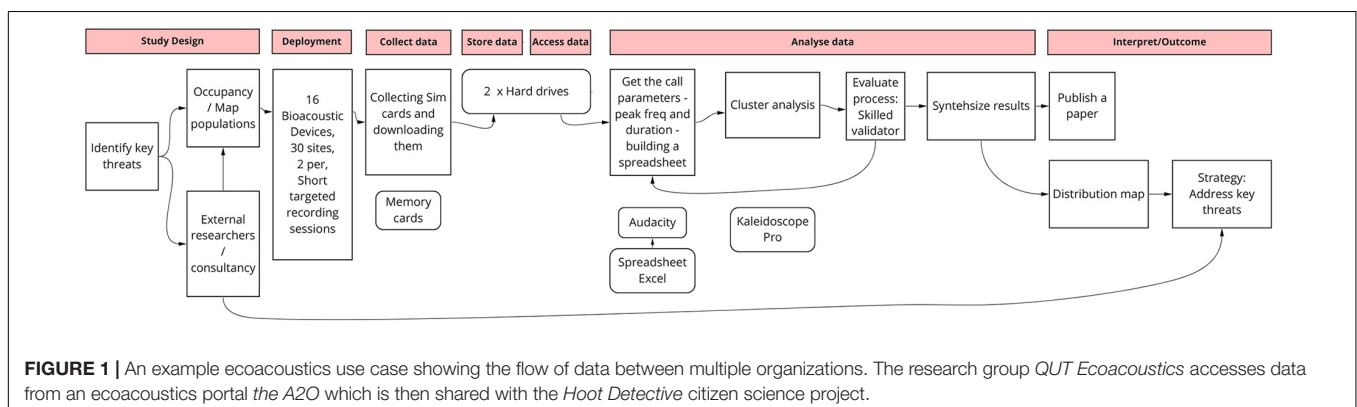 Study Design
Deployment
Collect data
Store data
Access data
Analyse data
Interpret/Outcome
Identify key
threats
Occupancy
/ Map
populations
External
researchers
/
consultancy
16
Bioacoustic
Devices,
30 sites,
2 per,
Short
targeted
recording
sessions
Collecting Sim
cards and
downloading
them
Memory
cards
2 x Hard drives
Get the call
parameters -
peak freq and
duration -
building a
spreadsheet
Audacity
Spreadsheet
Excel
Cluster analysis
Kaleidoscope
Pro
Evaluate
process:
Skilled
validator
Syntehsize results
Publish a
paper
Distribution map
Strategy:
Address key
threats
FIGURE 1 | An example ecoacoustics use case showing the flow of data between multiple organizations. The research group QUT Ecoacoustics accesses data
from an ecoacoustics portal the A2O which is then shared with the Hoot Detective citizen science project.